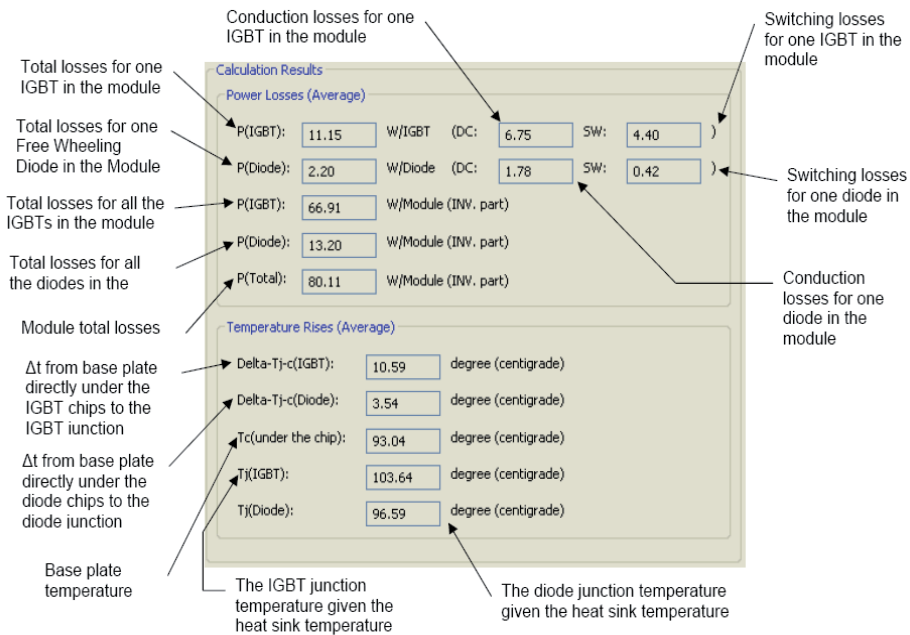 Conduction losses for one
IGBT in the module
Switching losses
for one IGBT in the
module
Total losses for one
IGBT in the module
Total losses for one
Free Wheeling
Diode in the Module
Total losses for all the
IGBTs in the module
Total losses for all
the diodes in the
Module total losses
Δt from base plate
directly under the
IGBT chips to the
IGBT junction
Δt from base plate
directly under the
diode chips to the
diode junction
Base plate
temperature
Calculation Results
Power Losses (Average)
P(IGBT): 11.15 W/IGBT (DC: 6.75 SW: 4.40 )
P(Diode): 2.20 W/Diode (DC: 1.78 SW: 0.42 )
P(IGBT): 66.91 W/Module (INV. part)
P(Diode): 13.20 W/Module (INV. part)
P(Total): 80.11 W/Module (INV. part)
Temperature Rises (Average)
Delta-Tj-c(IGBT): 10.59 degree (centigrade)
Delta-Tj-c(Diode): 3.54 degree (centigrade)
Tc(under the chip): 93.04 degree (centigrade)
Tj(IGBT): 103.64 degree (centigrade)
Tj(Diode): 96.59 degree (centigrade)
Switching losses
for one diode in
the module
Conduction
losses for one
diode in the
module
The IGBT junction
temperature given the
heat sink temperature
The diode junction temperature
given the heat sink temperature